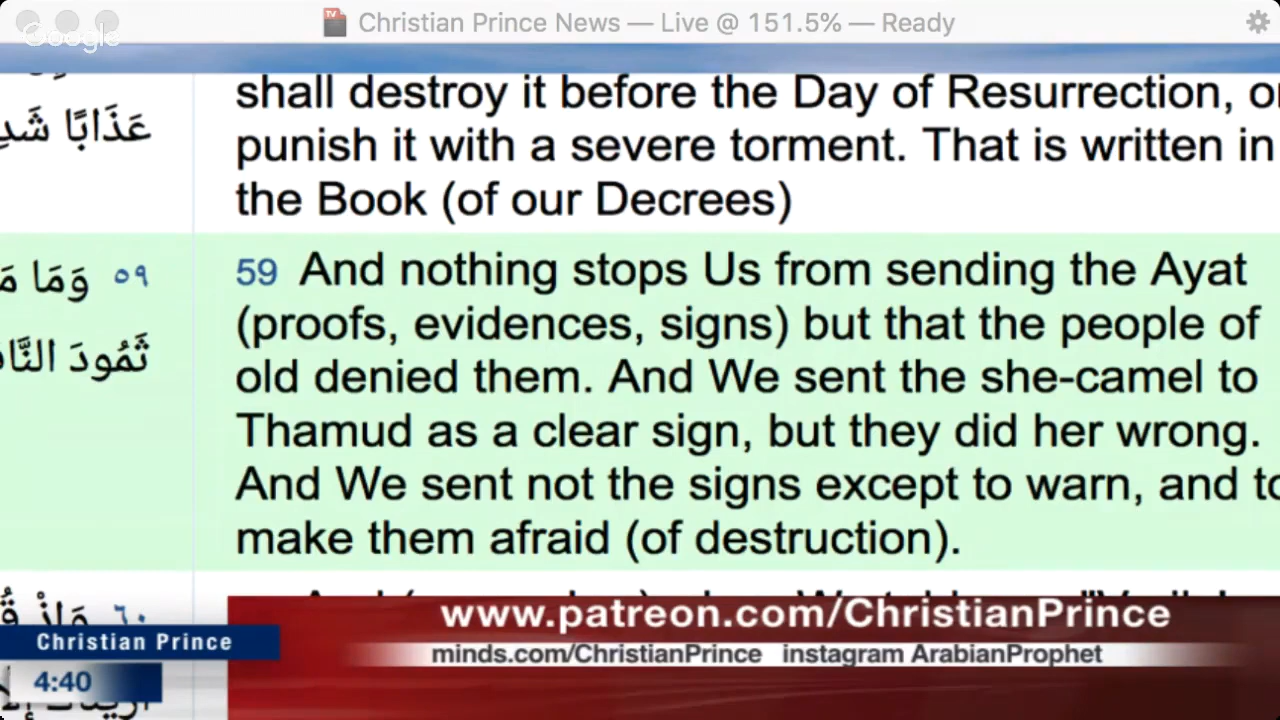 Google
Christian Prince News — Live @ 151.5% — Ready
shall destroy it before the Day of Resurrection, or
عَذَابًا
punish it with a severe torment. That is written in
the Book (of our Decrees)
٥٩ وَمَا
59 And nothing stops Us from sending the Ayat
(proofs, evidences, signs) but that the people of
ثَمُودَ
old denied them. And We sent the she-camel to
Thamud as a clear sign, but they did her wrong.
And We sent not the signs except to warn, and to
make them afraid (of destruction).
٦٠ وَإِذْ
www.patreon.com/ChristianPrince
Christian Prince
minds.com/ChristianPrince instagram ArabianProphet
4:40